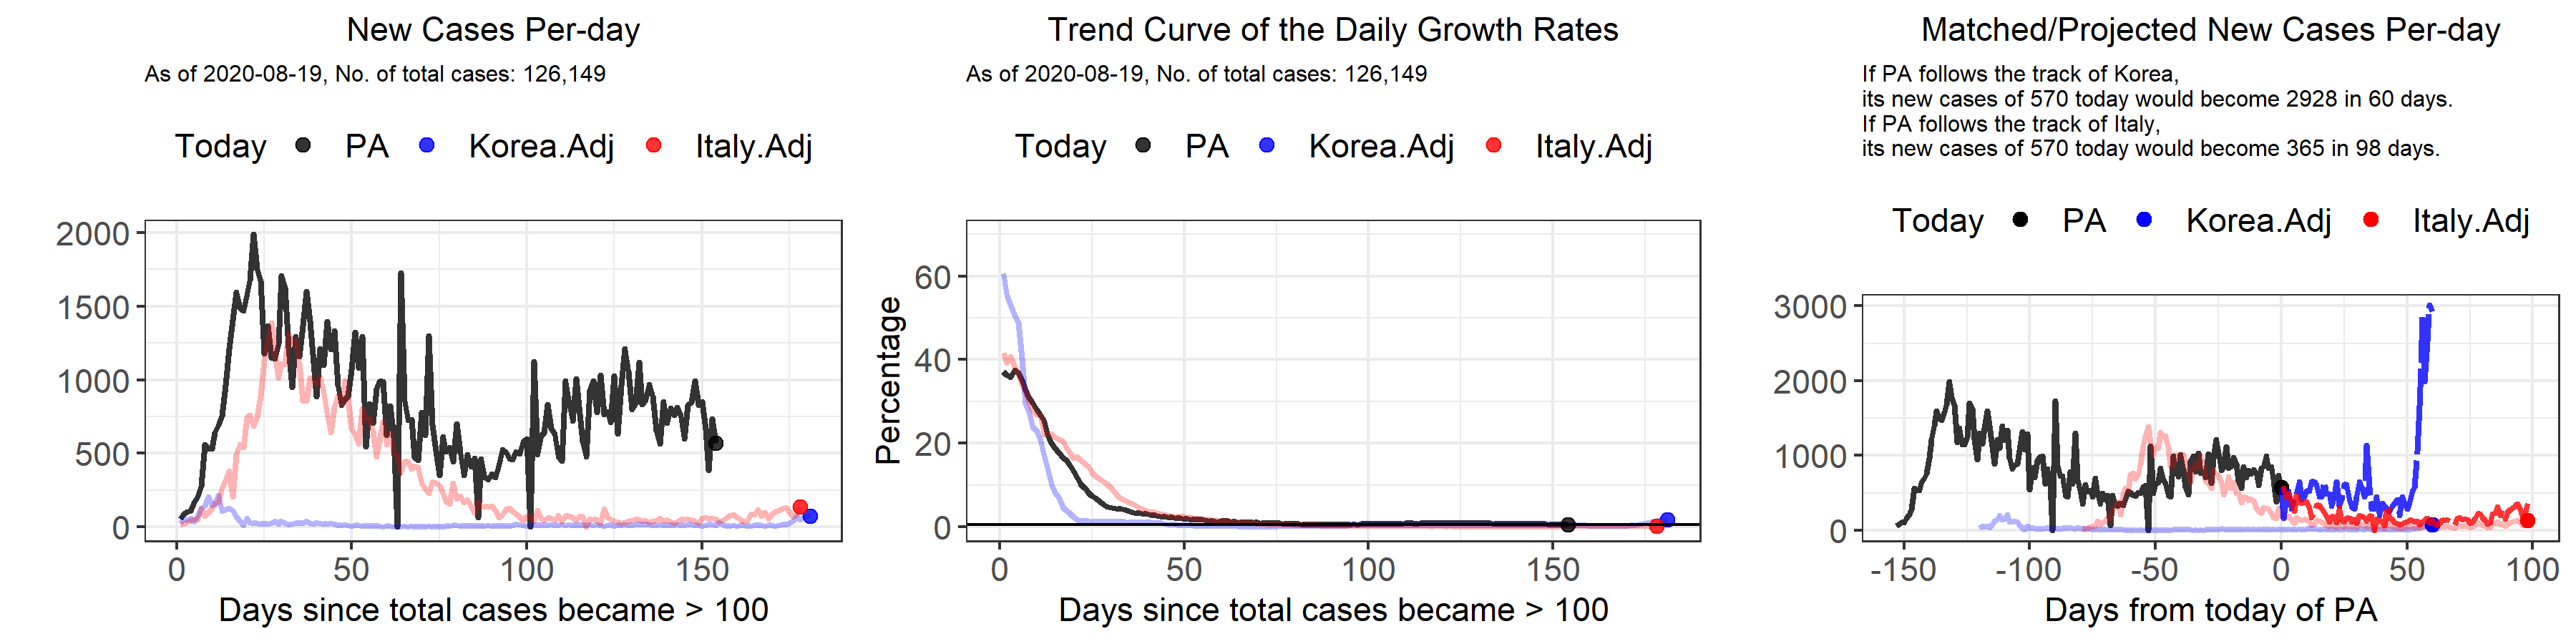 New Cases Per-day
As of 2020-08-19, No. of total cases: 126,149
Today PA Korea.Adj Italy.Adj
2000
1500
1000
500
0
0 50 100 150
Days since total cases became > 100
Trend Curve of the Daily Growth Rates
As of 2020-08-19, No. of total cases: 126,149
Today PA Korea.Adj Italy.Adj
Percentage
60
40
20
0
0 50 100 150
Days since total cases became > 100
Matched/Projected New Cases Per-day
If PA follows the track of Korea,
its new cases of 570 today would become 2928 in 60 days.
If PA follows the track of Italy,
its new cases of 570 today would become 365 in 98 days.
Today PA Korea.Adj Italy.Adj
3000
2000
1000
0
-150 -100 -50 0 50 100
Days from today of PA